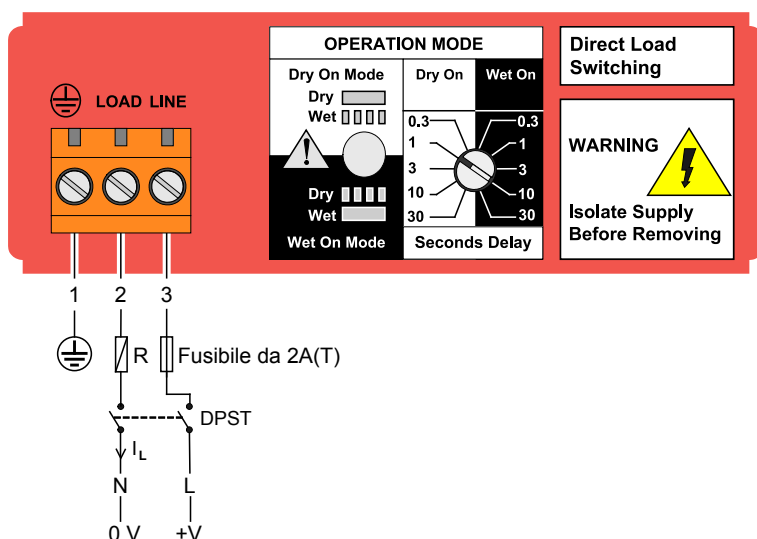 OPERATION MODE
Dry On Mode
Dry
Wet
Dry
Wet
Wet On Mode
Dry On
Wet On
0.3
0.3
1
1
3
3
10
10
30
30
Seconds Delay
Direct Load
Switching
WARNING
Isolate Supply
Before Removing
LOAD LINE
1 2 3
R Fusibile da 2A(T)
DPST
IL
N L
0 V +V